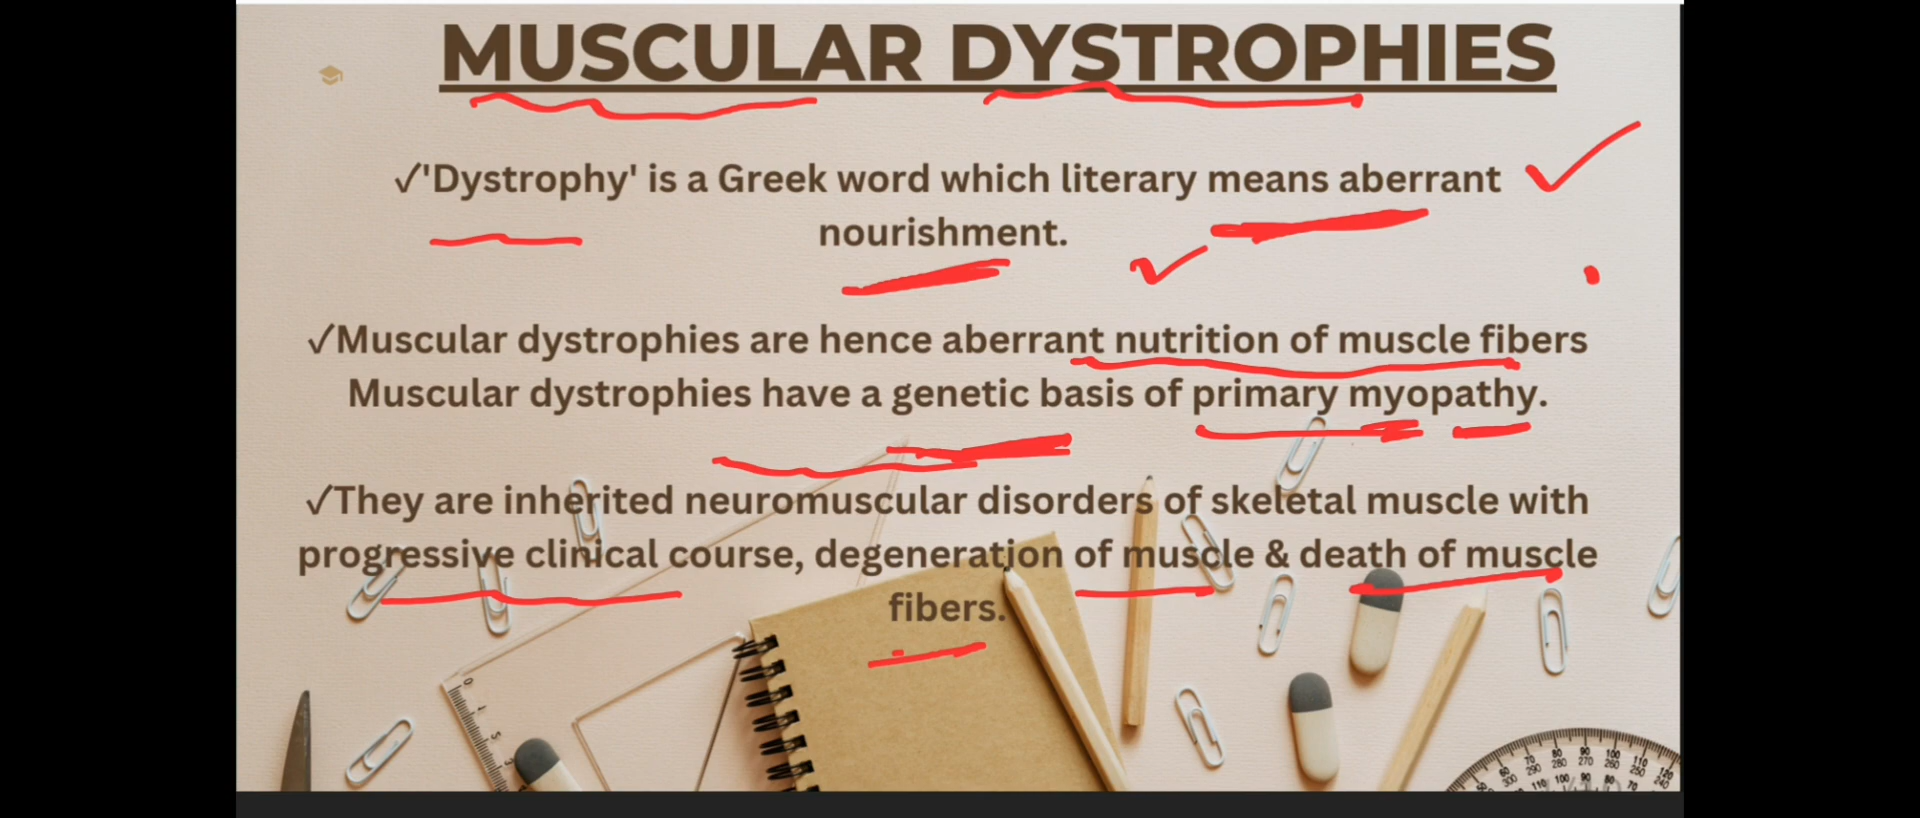 MUSCULAR DYSTROPHIES
✓'Dystrophy' is a Greek word which literary means aberrant
nourishment.
✓Muscular dystrophies are hence aberrant nutrition of muscle fibers
Muscular dystrophies have a genetic basis of primary myopathy.
✓They are inherited neuromuscular disorders of skeletal muscle with
progressive clinical course, degeneration of muscle & death of muscle
fibers.